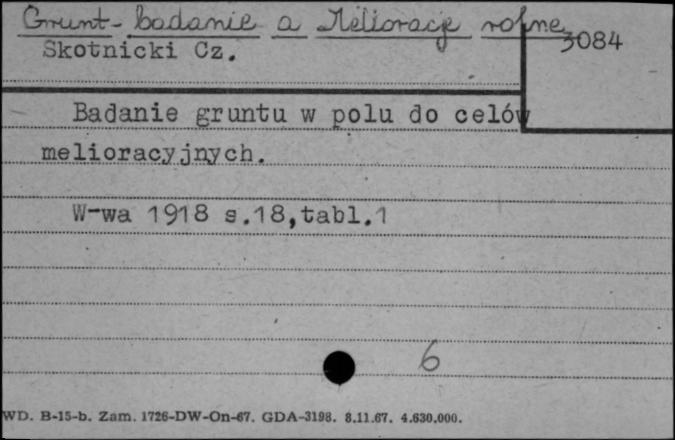 Grunt- badanie a Melioracje rolne
3084
Skotnicki Cz.
Badanie gruntu w polu do celów
melioracyjnych.
W-wa 1918 s.18,tabl.1
6
WD. B-15-b. Zam. 1726-DW-On-67. GDA-3198. 8.11.67. 4.630.000.